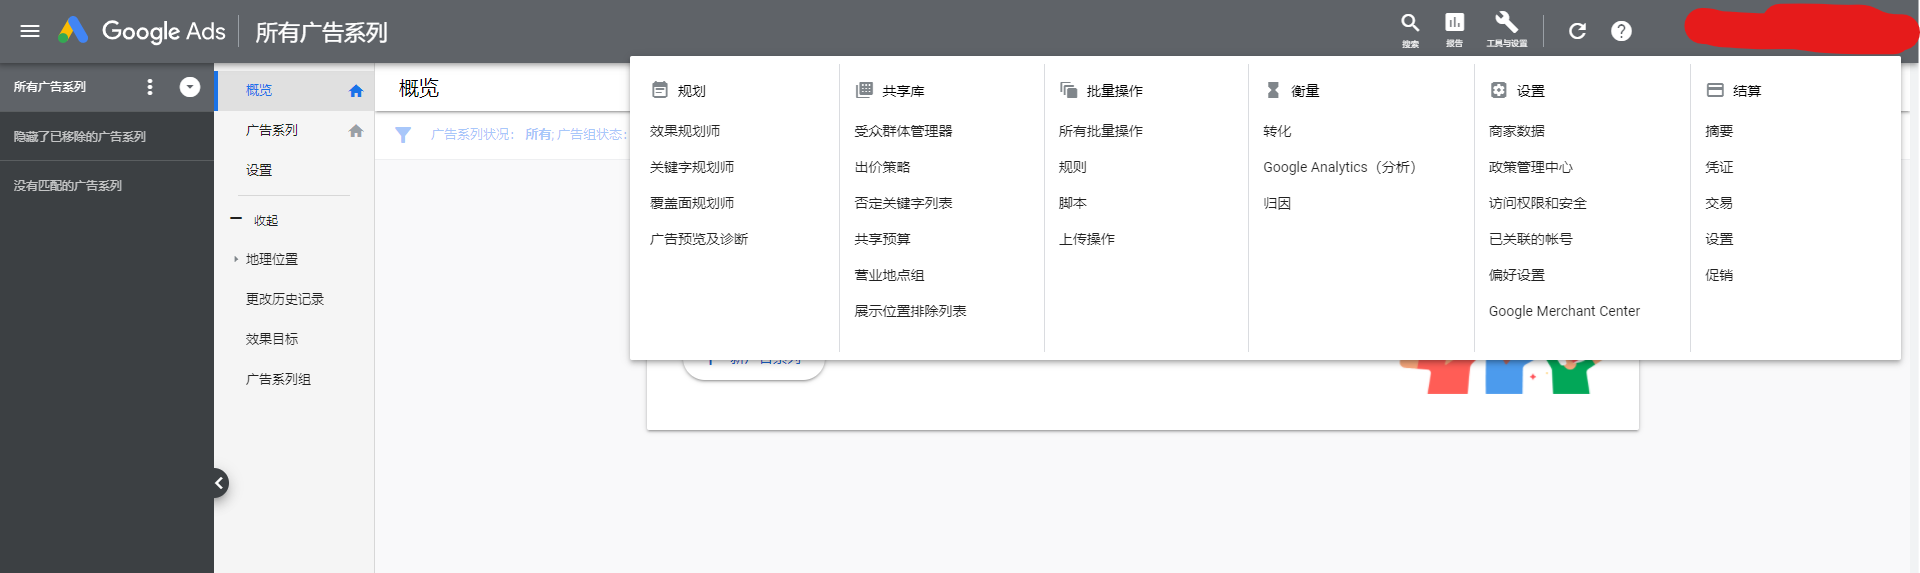 Google Ads
所有广告系列
搜索
报告
工具与设置
所有广告系列
隐藏了已移除的广告系列
没有匹配的广告系列
概览
广告系列
设置
收起
地理位置
更改历史记录
效果目标
广告系列组
概览
广告系列状况： 所有; 广告组状态：
规划
效果规划师
关键字规划师
覆盖面规划师
广告预览及诊断
共享库
受众群体管理器
出价策略
否定关键字列表
共享预算
营业地点组
展示位置排除列表
批量操作
所有批量操作
规则
脚本
上传操作
衡量
转化
Google Analytics（分析）
归因
设置
商家数据
政策管理中心
访问权限和安全
已关联的帐号
偏好设置
Google Merchant Center
结算
摘要
凭证
交易
设置
促销
新广告系列